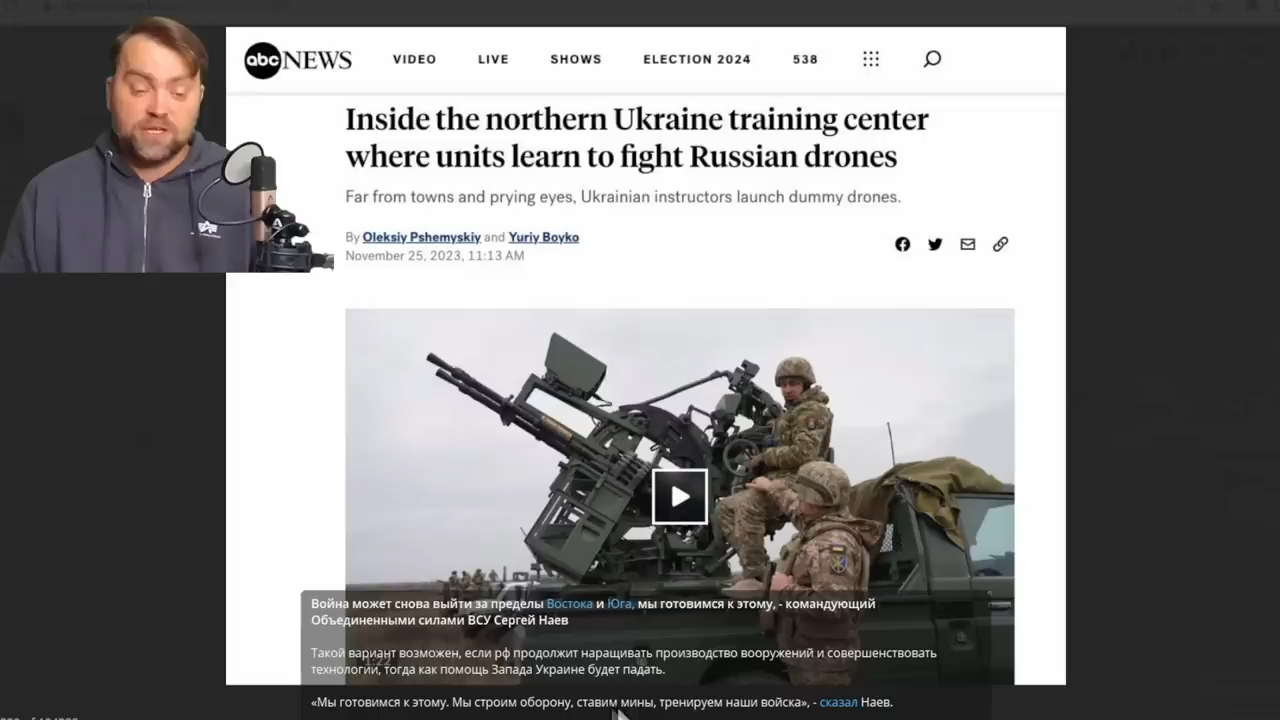 abc NEWS
VIDEO
LIVE
SHOWS
ELECTION 2024
538
Inside the northern Ukraine training center
where units learn to fight Russian drones
Far from towns and prying eyes, Ukrainian instructors launch dummy drones.
By Oleksiy Pshemyskiy and Yuriy Boyko
November 25, 2023, 11:13 AM
Война может снова выйти за пределы Востока и Юга, мы готовимся к этому, - командующий
Объединенными силами ВСУ Сергей Наев
Такой вариант возможен, если рф продолжит наращивать производство вооружений и совершенствовать
технологии, тогда как помощь Запада Украине будет падать.
«Мы готовимся к этому. Мы строим оборону, ставим мины, тренируем наши войска», - сказал Наев.